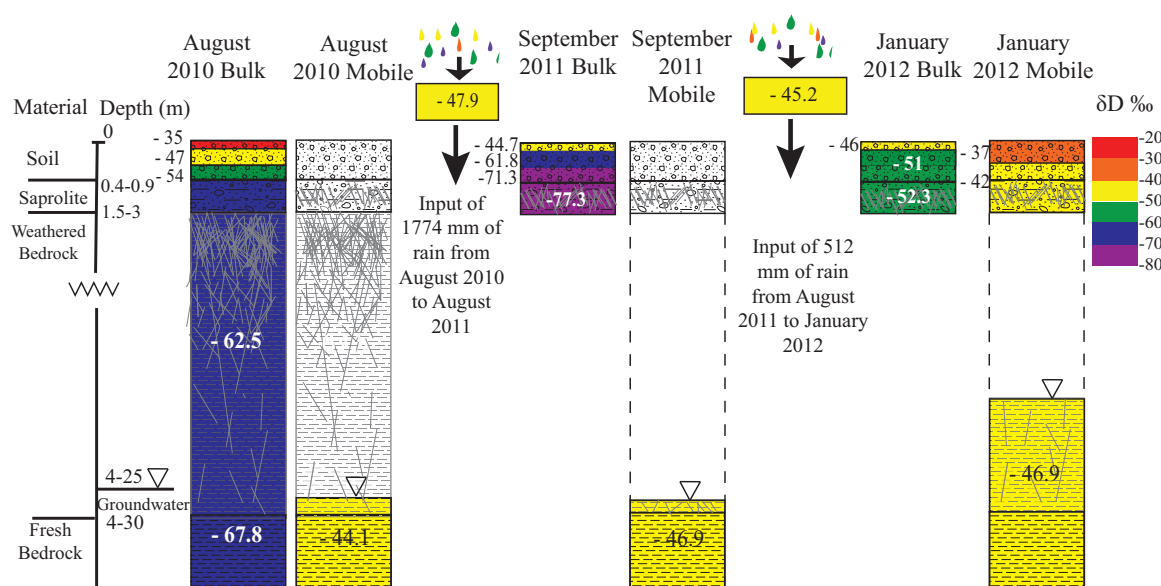 August
2010 Bulk
August
2010 Mobile
- 47.9
September
2011 Bulk
September
2011
Mobile
- 45.2
January
2012 Bulk
January
2012 Mobile
Material
Depth (m)
δD ‰
0
Soil
0.4-0.9
Saprolite
1.5-3
Weathered
Bedrock
4-25
Groundwater
4-30
Fresh
Bedrock
- 35
- 47
- 54
- 62.5
- 67.8
- 44.1
Input of
1774 mm of
rain from
August 2010
to August
2011
- 44.7
- 61.8
-71.3
-77.3
- 46.9
Input of 512
mm of rain
from August
2011 to January
2012
- 46
- 51
- 52.3
- 37
- 42
- 46.9
-20
-30
-40
-50
-60
-70
-80